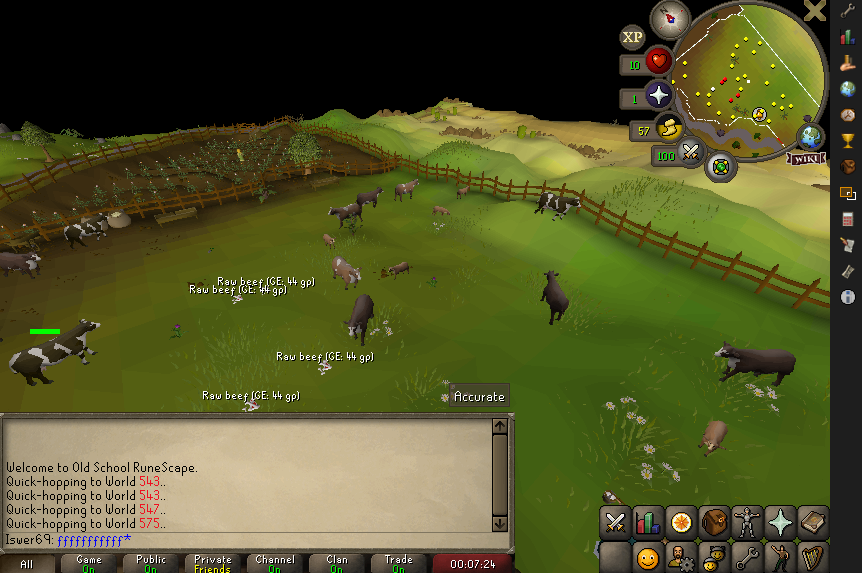 XP
10
1
57
100
WIKI
Raw beef (GE: 44 gp)
Raw beef (GE: 44 gp)
Raw beef (GE: 44 gp)
Raw beef (GE: 44 gp)
Accurate
Welcome to Old School RuneScape.
Quick-hopping to World 543..
Quick-hopping to World 543..
Quick-hopping to World 547..
Quick-hopping to World 575..
Iswer69: fffffffffff*
All
Game
On
Public
On
Private
Friends
Channel
On
Clan
On
Trade
On
00:07:24